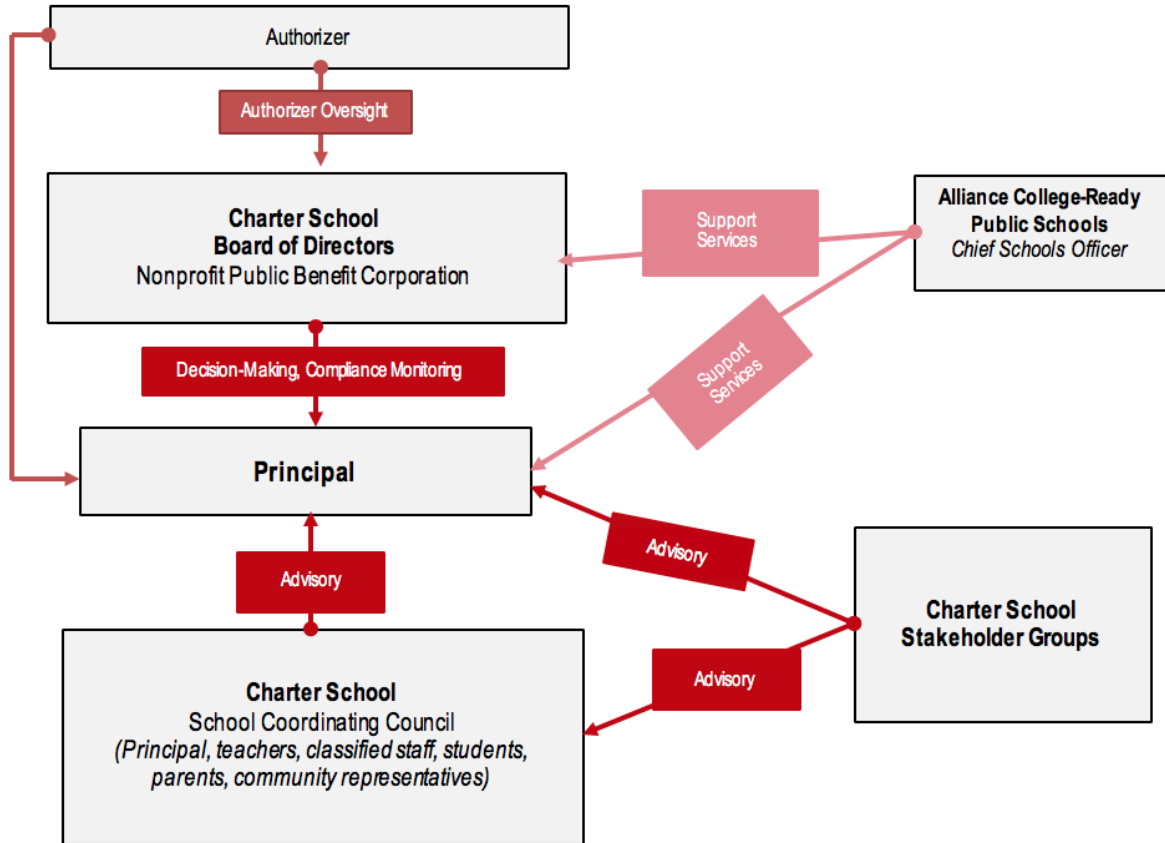 Authorizer
Authorizer Oversight
Charter School
Board of Directors
Nonprofit Public Benefit Corporation
Support
Services
Alliance College-Ready
Public Schools
Chief Schools Officer
Decision-Making, Compliance Monitoring
Support
Services
Principal
Advisory
Advisory
Charter School
Stakeholder Groups
Advisory
Charter School
School Coordinating Council
(Principal, teachers, classified staff, students,
parents, community representatives)